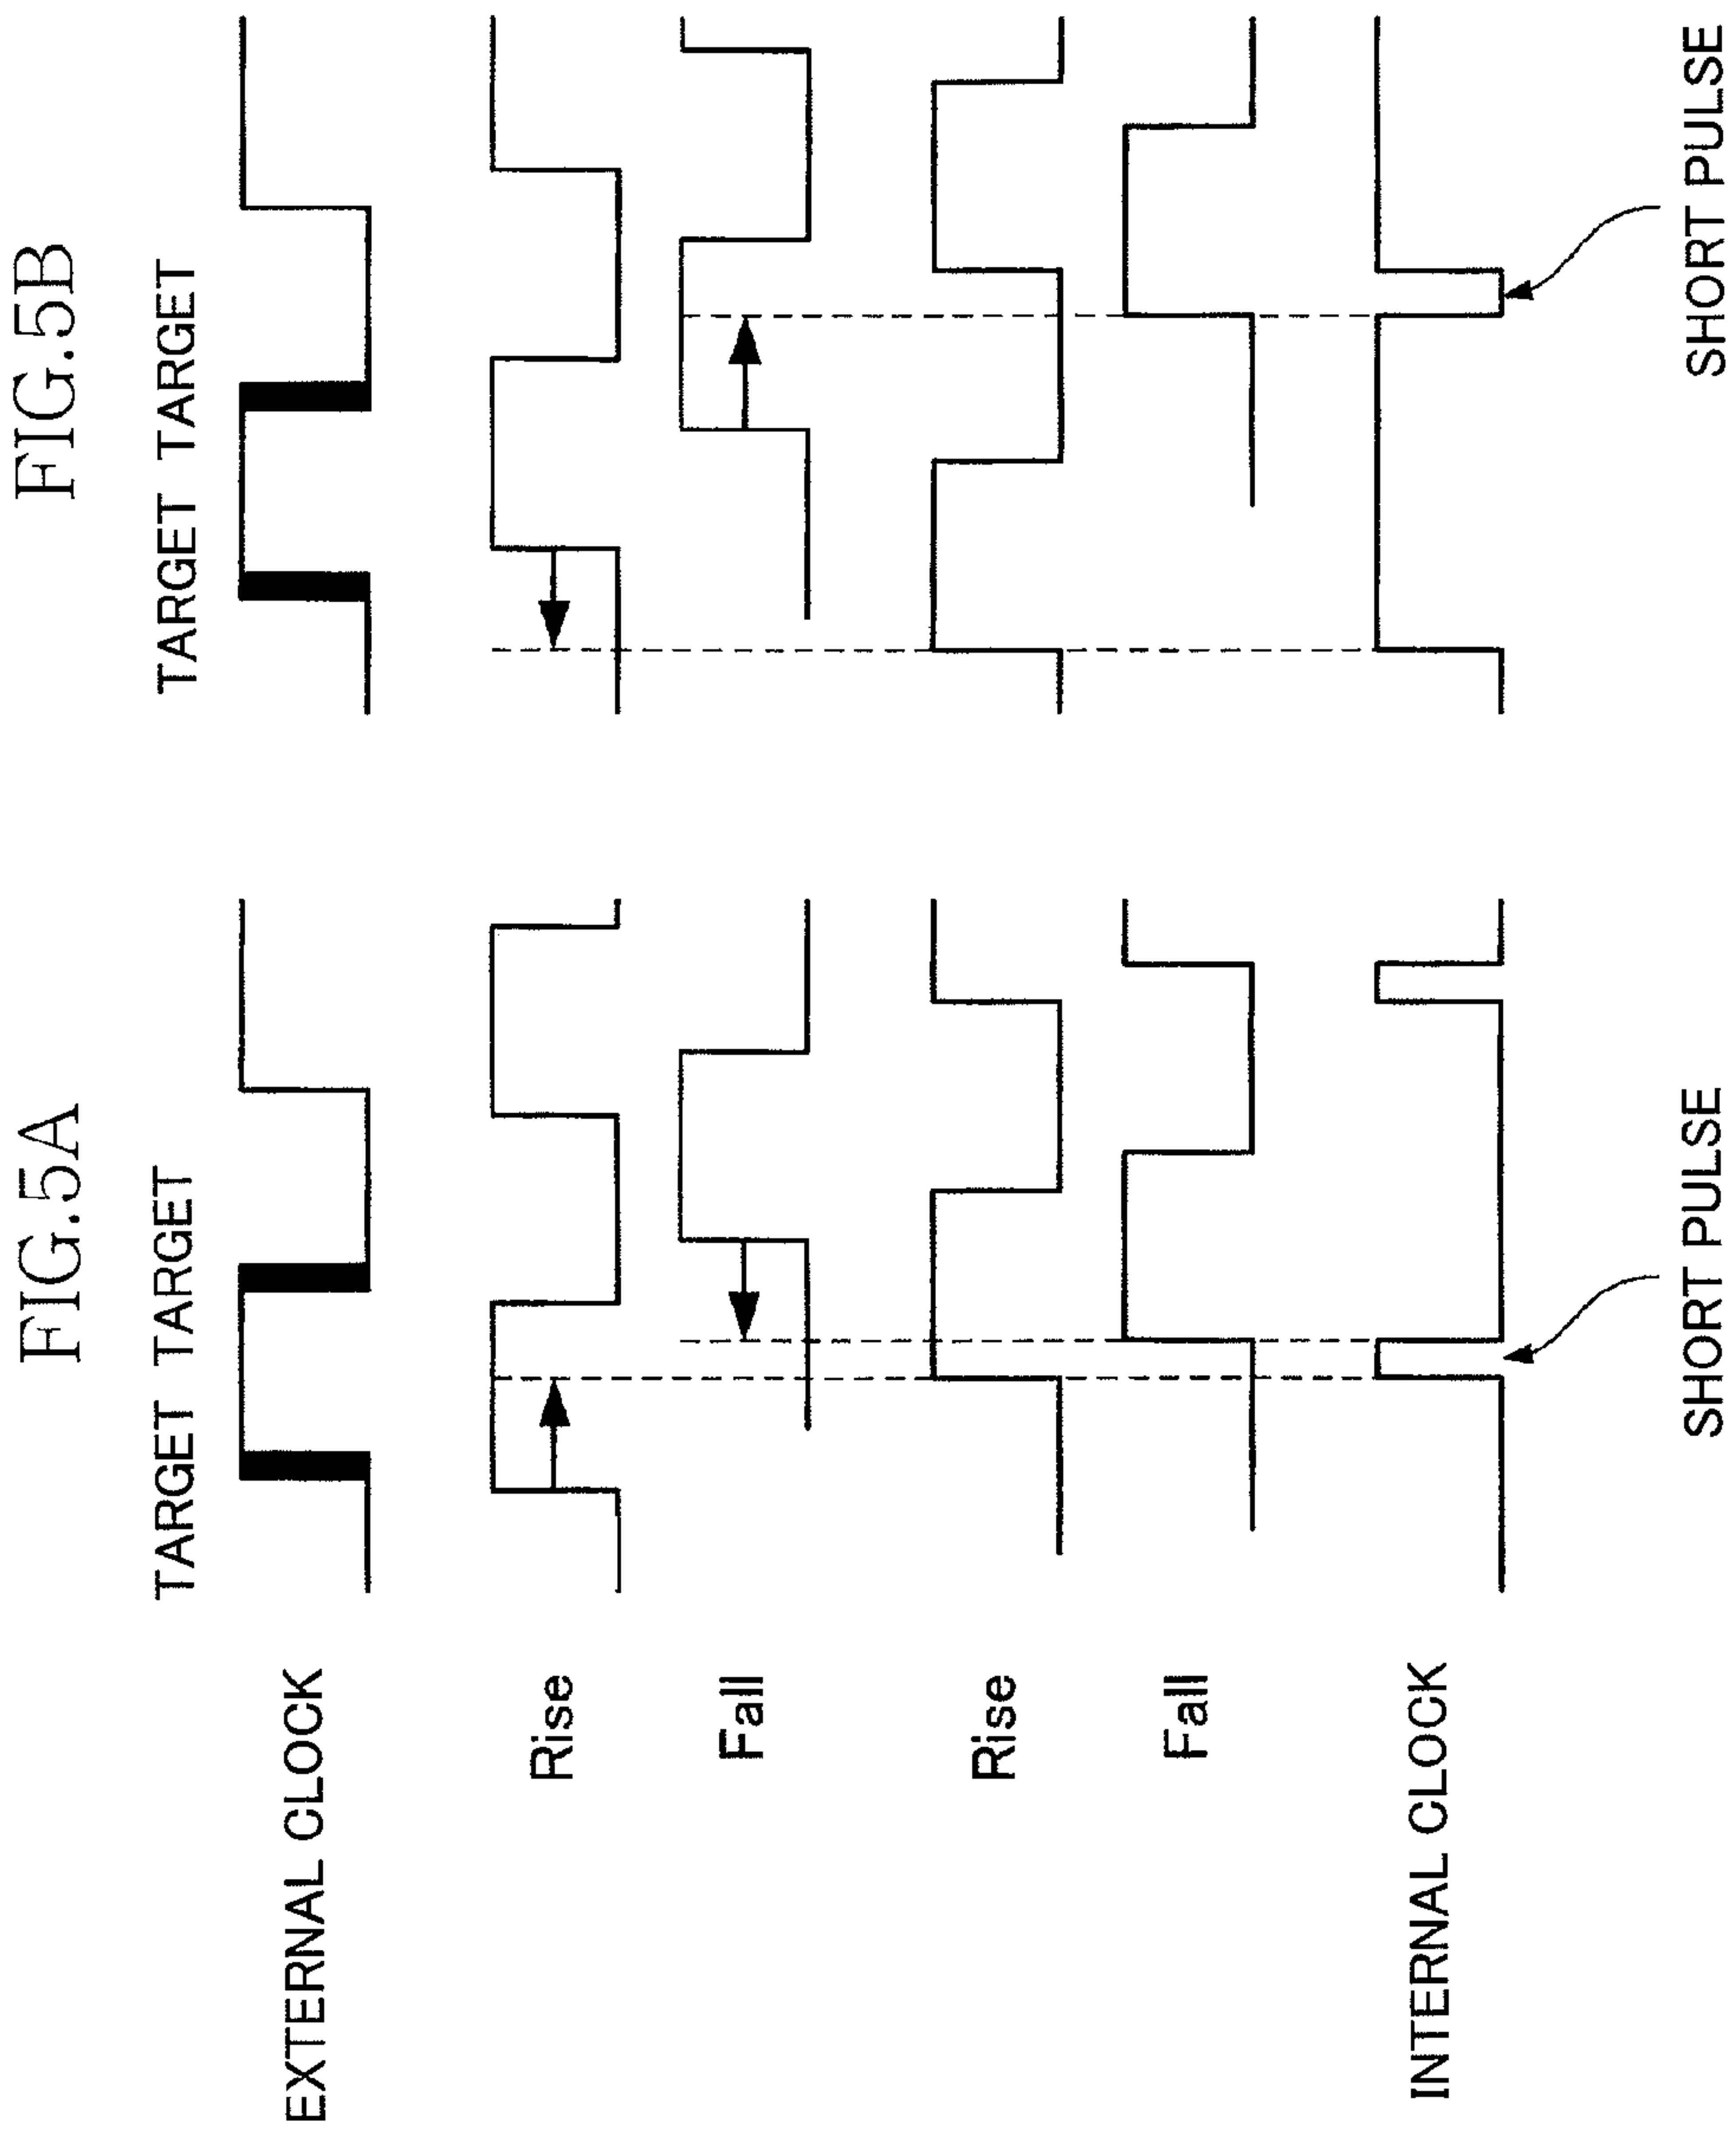 FIG.5A
FIG.5B
TARGET TARGET
TARGET TARGET
EXTERNAL CLOCK
Rise
Fall
Rise
Fall
INTERNAL CLOCK
SHORT PULSE
SHORT PULSE